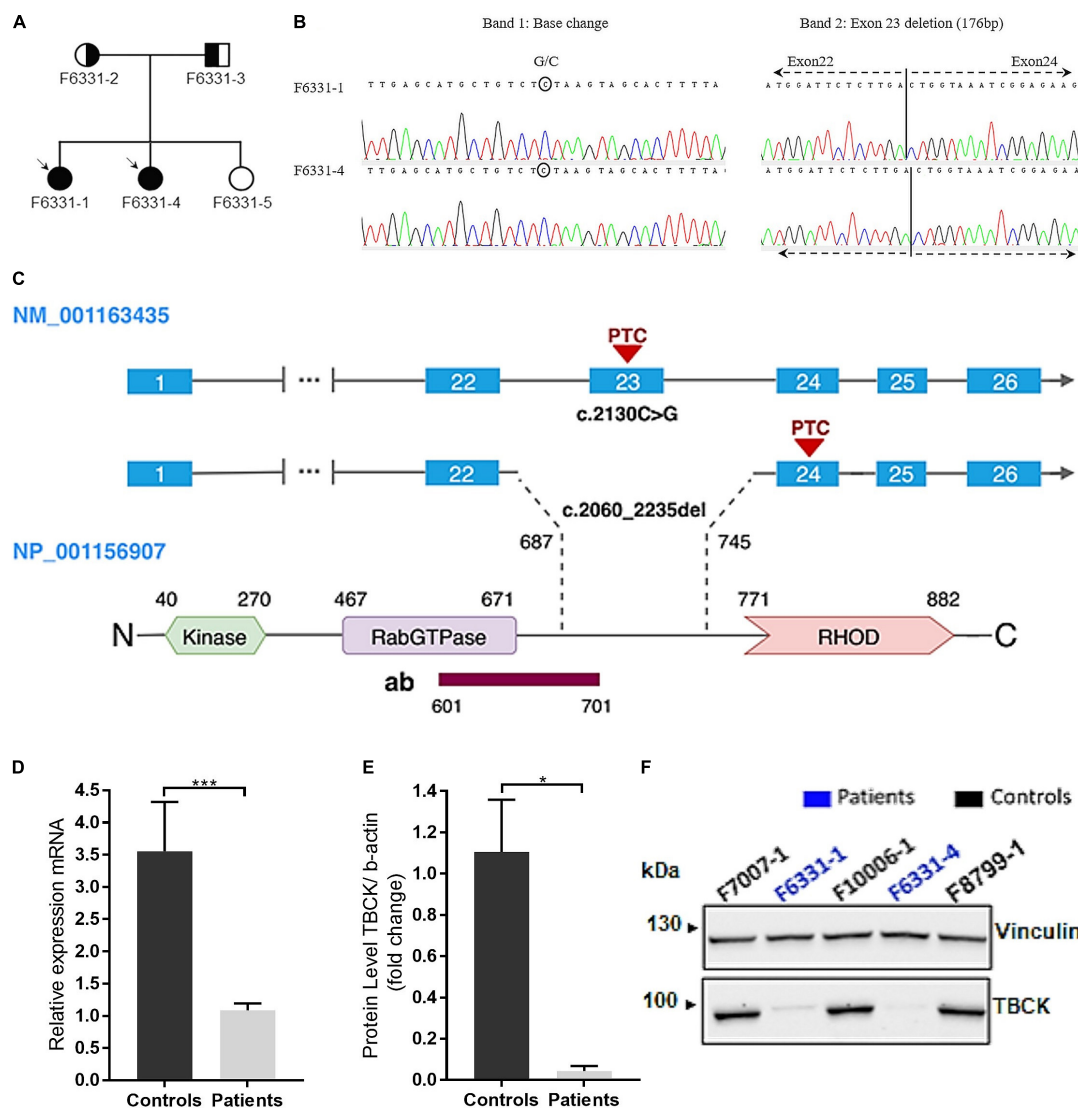 A
F6331-2
F6331-3
F6331-1
F6331-4
F6331-5
B
Band 1: Base change
Band 2: Exon 23 deletion (176bp)
G/C
Exon22
Exon24
F6331-1
TTGAGCATGCTGTCTCTAAGTAGCACTTTTA
ATGGATTCTCTTGACTGGTAAATCGGAGAAG
F6331-4
TTGAGCATGCTGTCTCTAAGTAGCACTTTTA
ATGGATTCTCTTGACTGGTAAATCGGAGAA
C
NM_001163435
PTC
1
...
22
23
24
25
26
c.2130C>G
PTC
1
...
22
24
25
26
c.2060_2235del
687
745
NP_001156907
40
270
467
671
771
882
N
Kinase
RabGTPase
RHOD
C
ab
601
701
D
Relative expression mRNA
4.5
4.0
3.5
3.0
2.5
2.0
1.5
1.0
0.5
0.0
***
Controls
Patients
E
Protein Level TBCK/ b-actin
(fold change)
1.4
1.2
1.0
0.8
0.6
0.4
0.2
0.0
*
Controls
Patients
F
Patients
Controls
kDa
F7007-1
F6331-1
F10006-1
F6331-4
F8799-1
130
Vinculin
100
TBCK